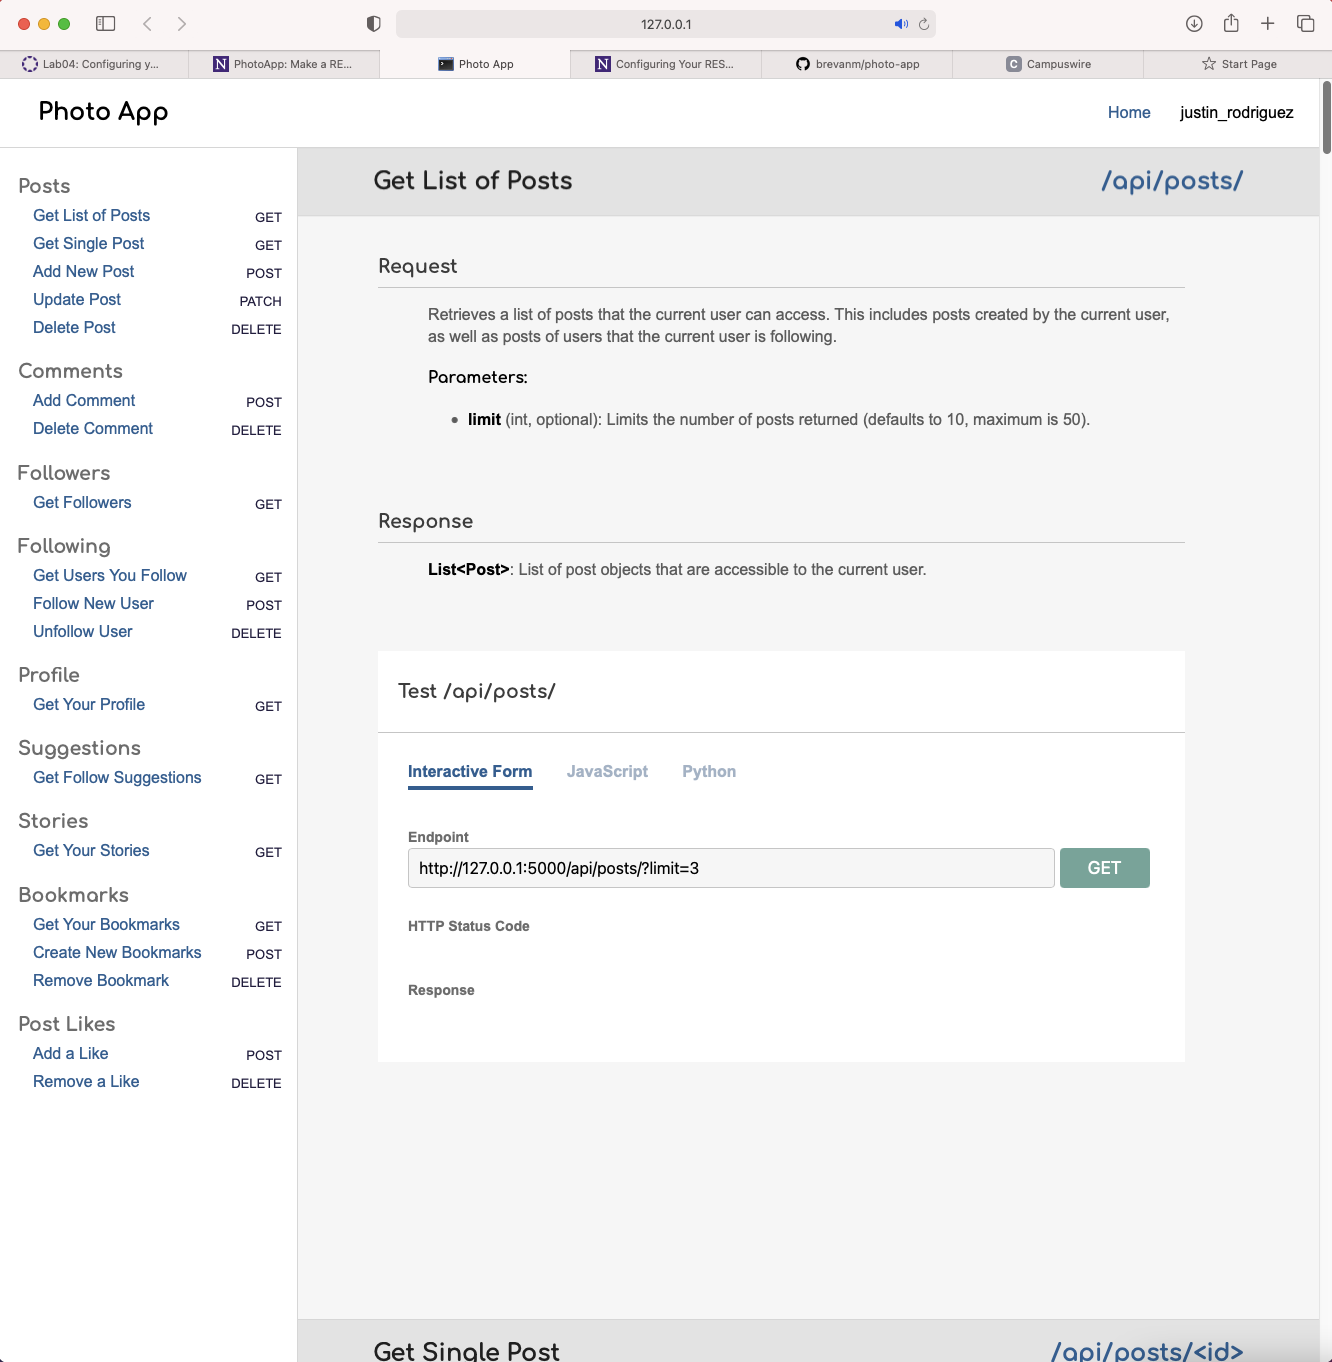 127.0.0.1
Lab04: Configuring y...
PhotoApp: Make a RE...
Photo App
Configuring Your RES...
brevanm/photo-app
Campuswire
Start Page
Photo App
Home
justin_rodriguez
Posts
Get List of Posts GET
Get Single Post GET
Add New Post POST
Update Post PATCH
Delete Post DELETE
Comments
Add Comment POST
Delete Comment DELETE
Followers
Get Followers GET
Following
Get Users You Follow GET
Follow New User POST
Unfollow User DELETE
Profile
Get Your Profile GET
Suggestions
Get Follow Suggestions GET
Stories
Get Your Stories GET
Bookmarks
Get Your Bookmarks GET
Create New Bookmarks POST
Remove Bookmark DELETE
Post Likes
Add a Like POST
Remove a Like DELETE
Get List of Posts /api/posts/
Request
Retrieves a list of posts that the current user can access. This includes posts created by the current user,
as well as posts of users that the current user is following.
Parameters:
• limit (int, optional): Limits the number of posts returned (defaults to 10, maximum is 50).
Response
List<Post>: List of post objects that are accessible to the current user.
Test /api/posts/
Interactive Form JavaScript Python
Endpoint
http://127.0.0.1:5000/api/posts/?limit=3 GET
HTTP Status Code
Response
Get Single Post /api/posts/<id>